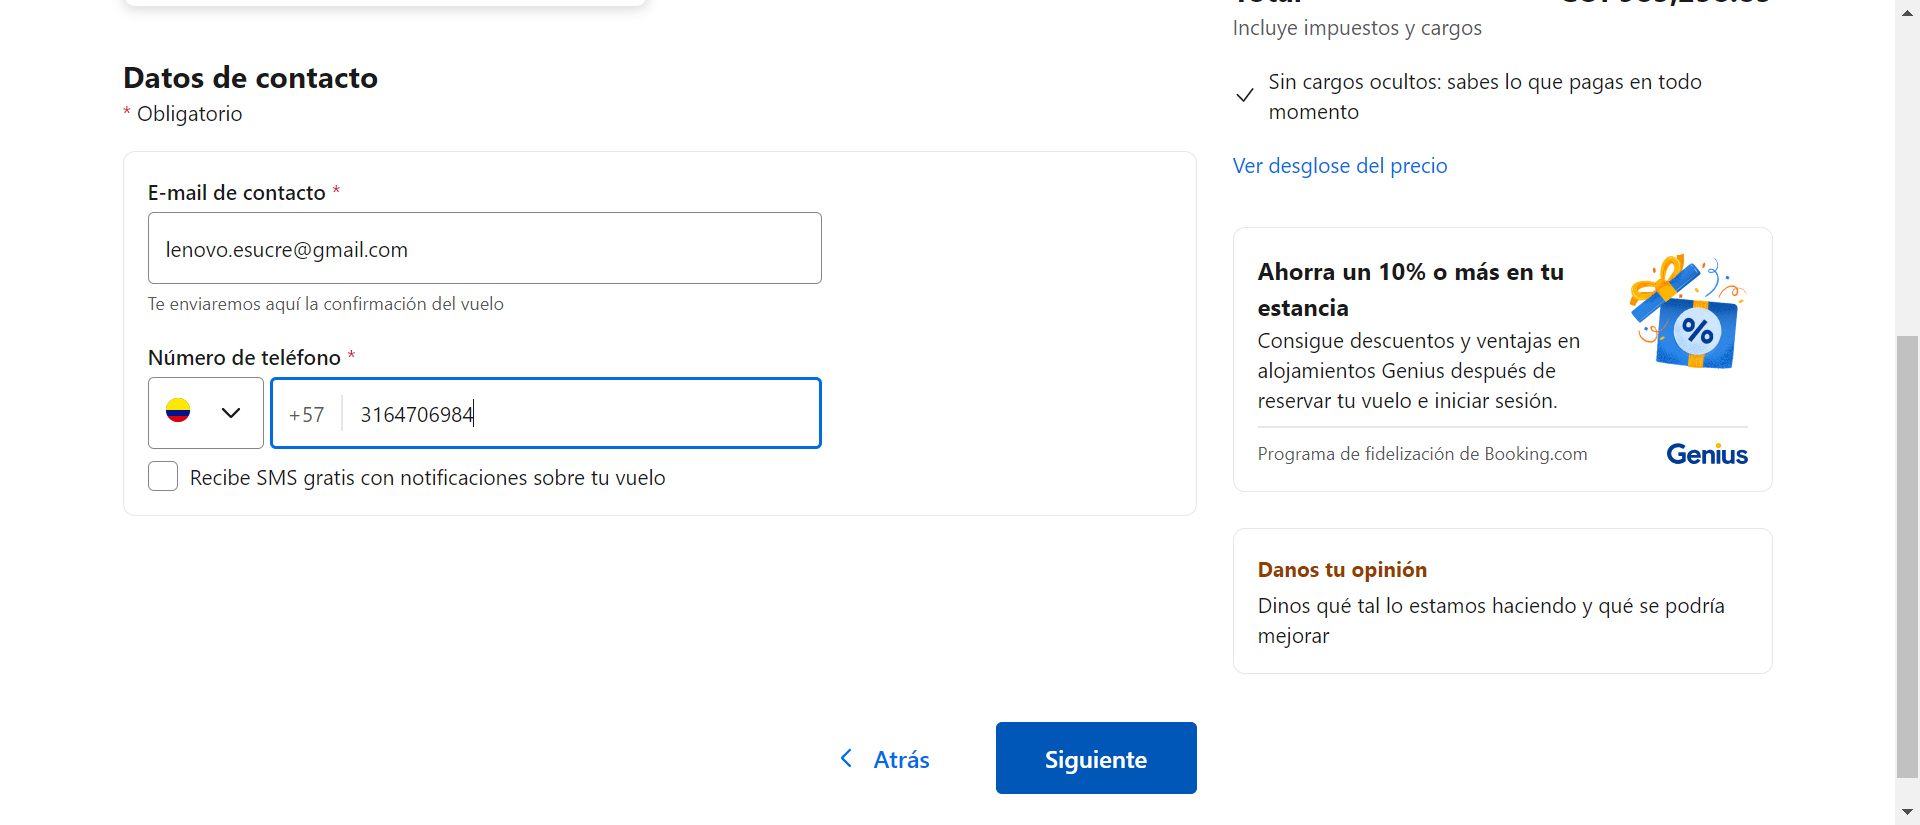 Datos de contacto
* Obligatorio
E-mail de contacto *
lenovo.esucre@gmail.com
Te enviaremos aquí la confirmación del vuelo
Número de teléfono *
+57 3164706984
Recibe SMS gratis con notificaciones sobre tu vuelo
Atrás
Siguiente
Total
Incluye impuestos y cargos
Sin cargos ocultos: sabes lo que pagas en todo
momento
Ver desglose del precio
Ahorra un 10% o más en tu
estancia
Consigue descuentos y ventajas en
alojamientos Genius después de
reservar tu vuelo e iniciar sesión.
%
Programa de fidelización de Booking.com
Genius
Danos tu opinión
Dinos qué tal lo estamos haciendo y qué se podría
mejorar